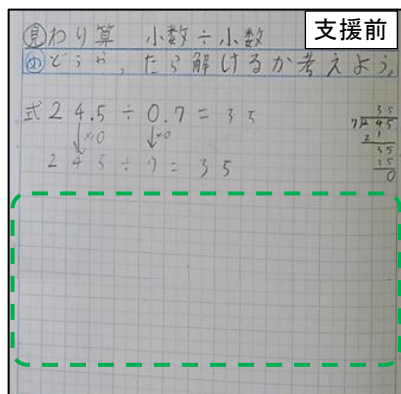 支援前
見 わり算 小数÷小数
め どうやったら解けるか考えよう。
式 24.5÷0.7=35
×10 ×10
245÷7=35
35
7)245
21
35
35
0